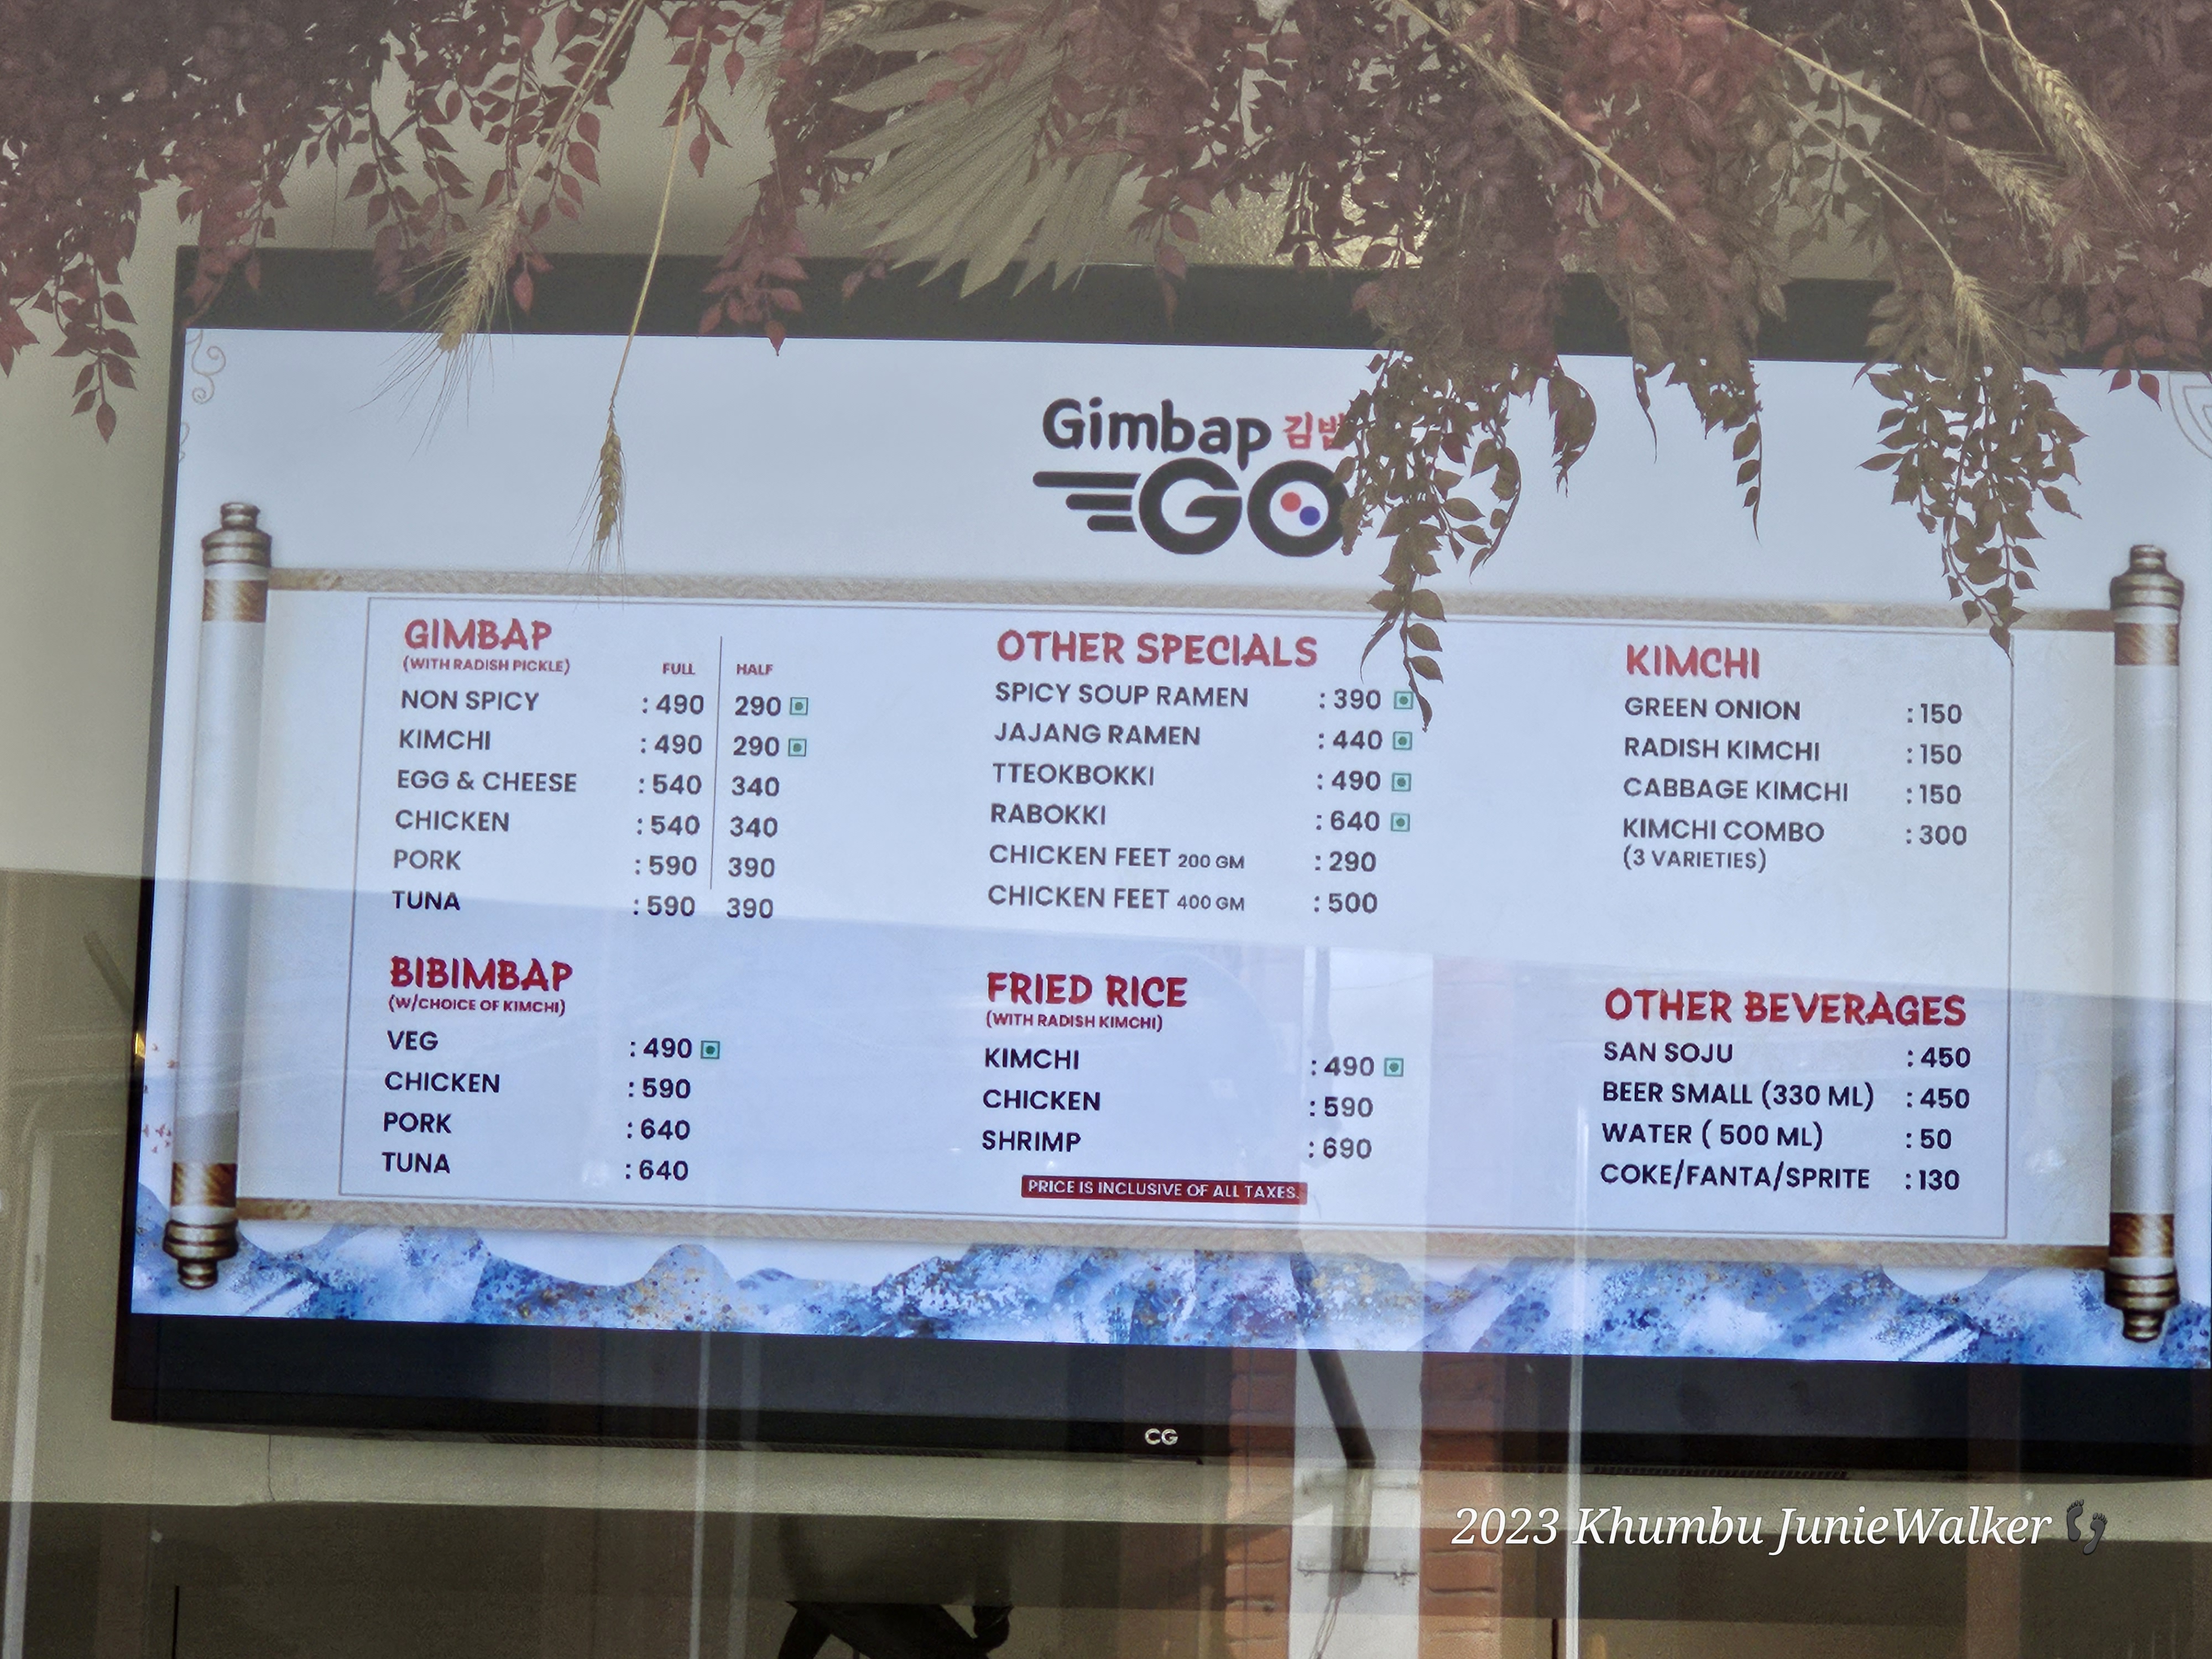 Gimbap 김밥
GO
GIMBAP
(WITH RADISH PICKLE) FULL HALF
NON SPICY : 490 290
KIMCHI : 490 290
EGG & CHEESE : 540 340
CHICKEN : 540 340
PORK : 590 390
TUNA : 590 390
BIBIMBAP
(W/CHOICE OF KIMCHI)
VEG : 490
CHICKEN : 590
PORK : 640
TUNA : 640
OTHER SPECIALS
SPICY SOUP RAMEN : 390
JAJANG RAMEN : 440
TTEOKBOKKI : 490
RABOKKI : 640
CHICKEN FEET 200 GM : 290
CHICKEN FEET 400 GM : 500
FRIED RICE
(WITH RADISH KIMCHI)
KIMCHI : 490
CHICKEN : 590
SHRIMP : 690
PRICE IS INCLUSIVE OF ALL TAXES.
KIMCHI
GREEN ONION : 150
RADISH KIMCHI : 150
CABBAGE KIMCHI : 150
KIMCHI COMBO : 300
(3 VARIETIES)
OTHER BEVERAGES
SAN SOJU : 450
BEER SMALL (330 ML) : 450
WATER ( 500 ML) : 50
COKE/FANTA/SPRITE : 130
CG
2023 Khumbu JunieWalker